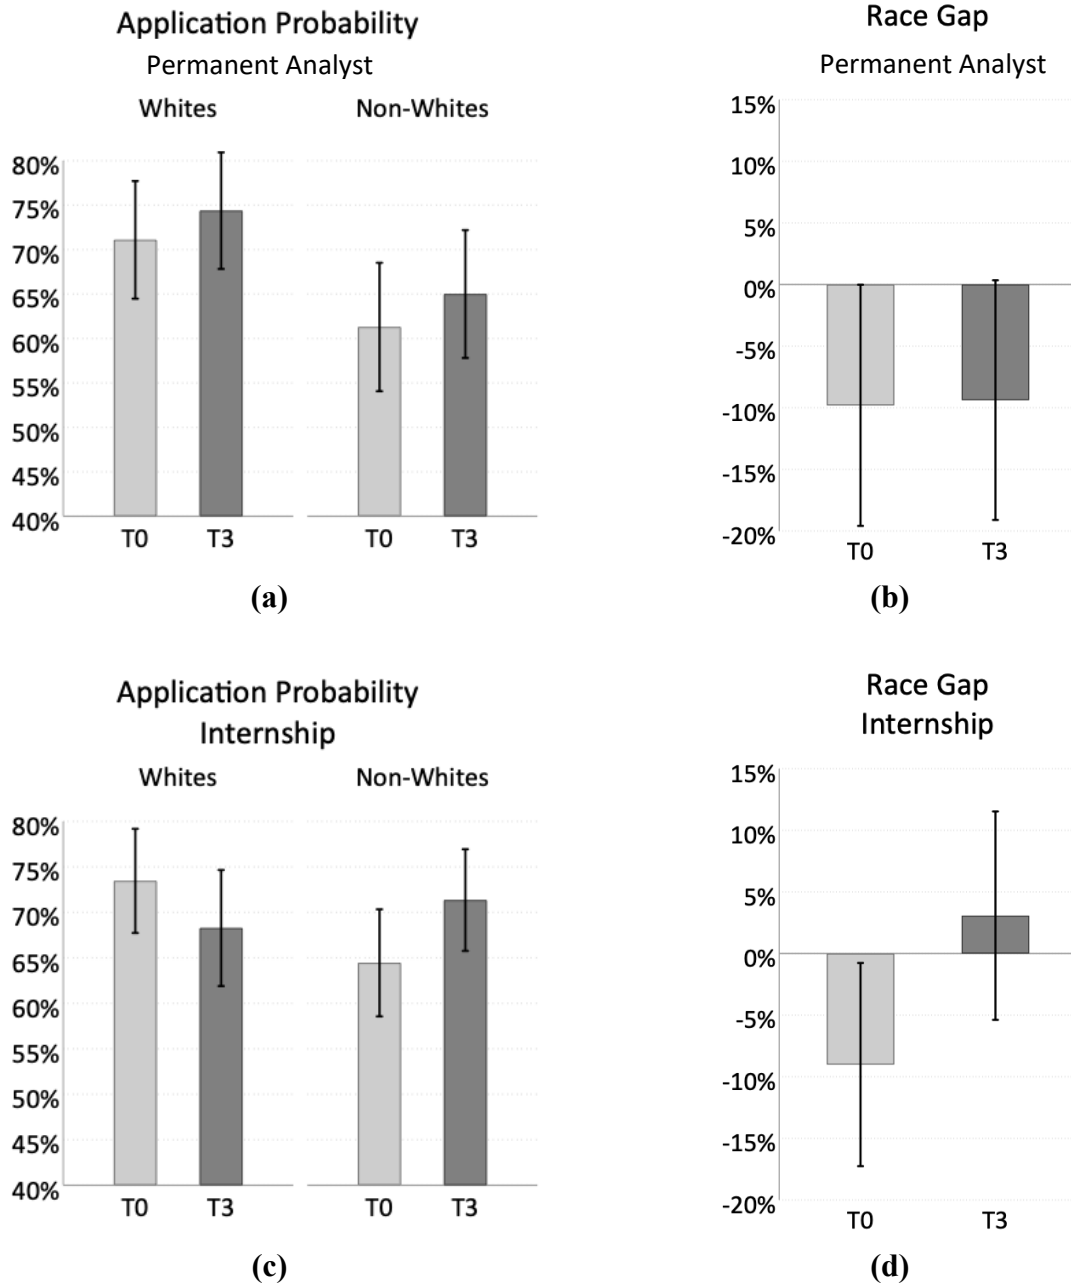 Application Probability
Permanent Analyst
Whites Non-Whites
80%
75%
70%
65%
60%
55%
50%
45%
40%
T0 T3 T0 T3
(a)
Race Gap
Permanent Analyst
15%
10%
5%
0%
-5%
-10%
-15%
-20%
T0 T3
(b)
Application Probability
Internship
Whites Non-Whites
80%
75%
70%
65%
60%
55%
50%
45%
40%
T0 T3 T0 T3
(c)
Race Gap
Internship
15%
10%
5%
0%
-5%
-10%
-15%
-20%
T0 T3
(d)